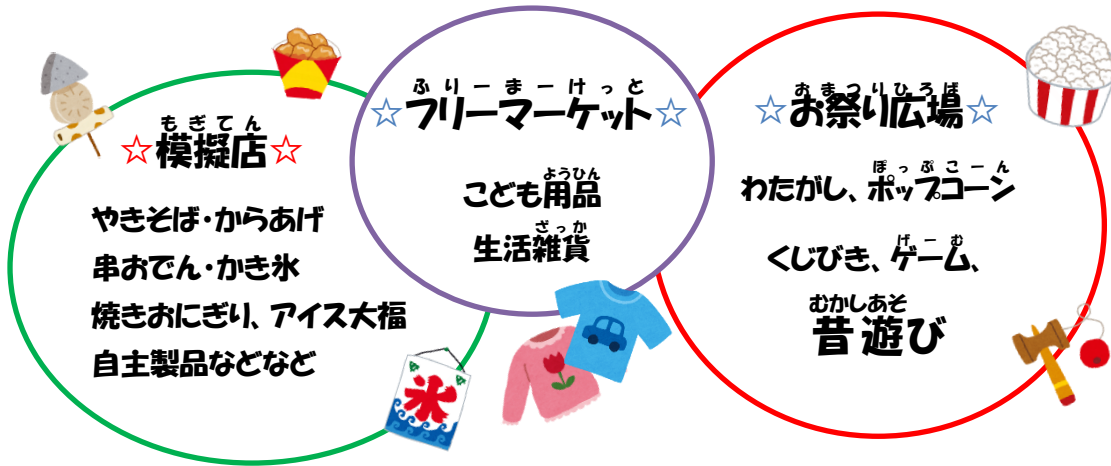 もぎてん
☆模擬店☆
やきそば・からあげ
串おでん・かき氷
焼きおにぎり、アイス大福
自主製品などなど
氷
ふりーまーけっと
☆フリーマーケット☆
ようひん
こども用品
ざっか
生活雑貨
おまつりひろば
☆お祭り広場☆
ぽっぷこーん
わたがし、ポップコーン
げーむ
くじびき、ゲーム、
むかしあそ
昔遊び